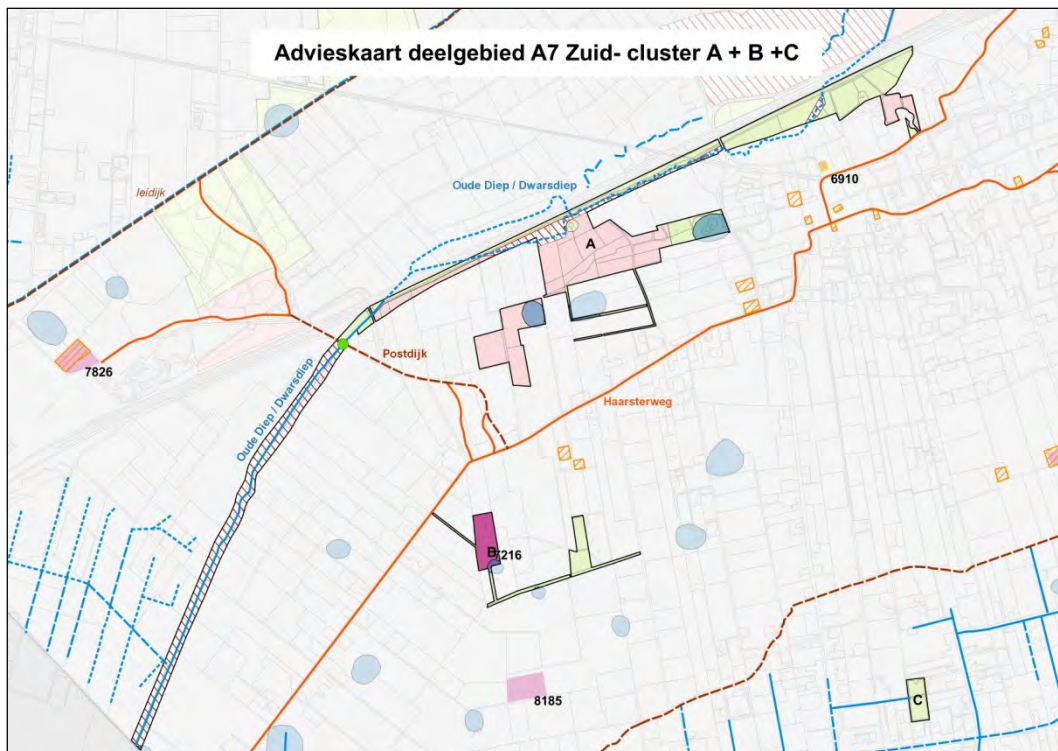 Advieskaart deelgebied A7 Zuid- cluster A + B +C
leidijk
Oude Diep / Dwarsdiep
6910
A
7826
Postdijk
Oude Diep / Dwarsdiep
Haarsterweg
B
7216
8185
C